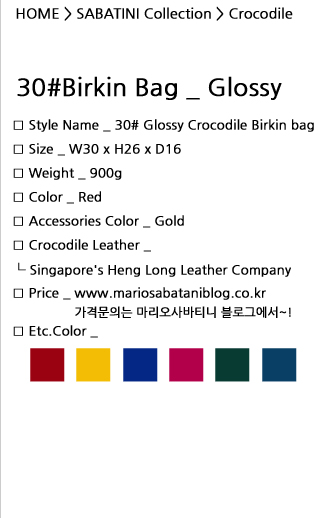 HOME > SABATINI Collection > Crocodile
30#Birkin Bag _ Glossy
□ Style Name _ 30# Glossy Crocodile Birkin bag
□ Size _ W30 x H26 x D16
□ Weight _ 900g
□ Color _ Red
□ Accessories Color _ Gold
□ Crocodile Leather _
└ Singapore's Heng Long Leather Company
□ Price _ www.mariosabataniblog.co.kr
가격문의는 마리오사바티니 블로그에서~!
□ Etc.Color _